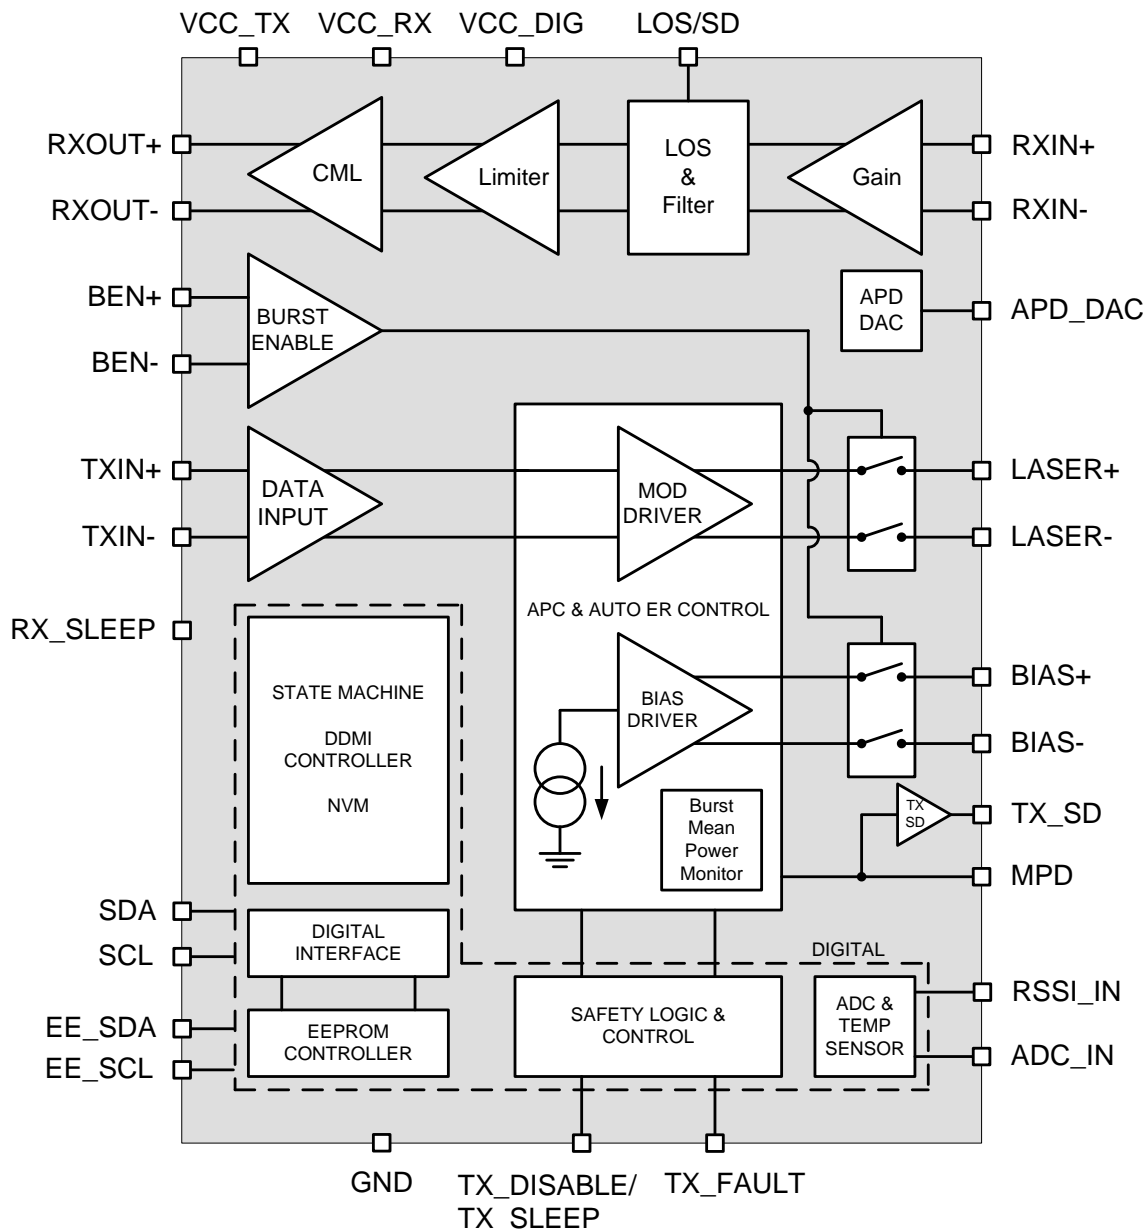 VCC_TX
VCC_RX
VCC_DIG
LOS/SD
RXOUT+
CML
Limiter
LOS
&
Filter
Gain
RXIN+
RXOUT-
RXIN-
BEN+
BURST
ENABLE
BEN-
APD
DAC
APD_DAC
TXIN+
DATA
INPUT
TXIN-
MOD
DRIVER
LASER+
LASER-
APC & AUTO ER CONTROL
RX_SLEEP
STATE MACHINE
DDMI
CONTROLLER
NVM
BIAS
DRIVER
BIAS+
BIAS-
Burst
Mean
Power
Monitor
TX
SD
TX_SD
MPD
SDA
SCL
DIGITAL
INTERFACE
DIGITAL
EE_SDA
EE_SCL
EEPROM
CONTROLLER
SAFETY LOGIC &
CONTROL
ADC &
TEMP
SENSOR
RSSI_IN
ADC_IN
GND
TX_DISABLE/
TX_SLEEP
TX_FAULT